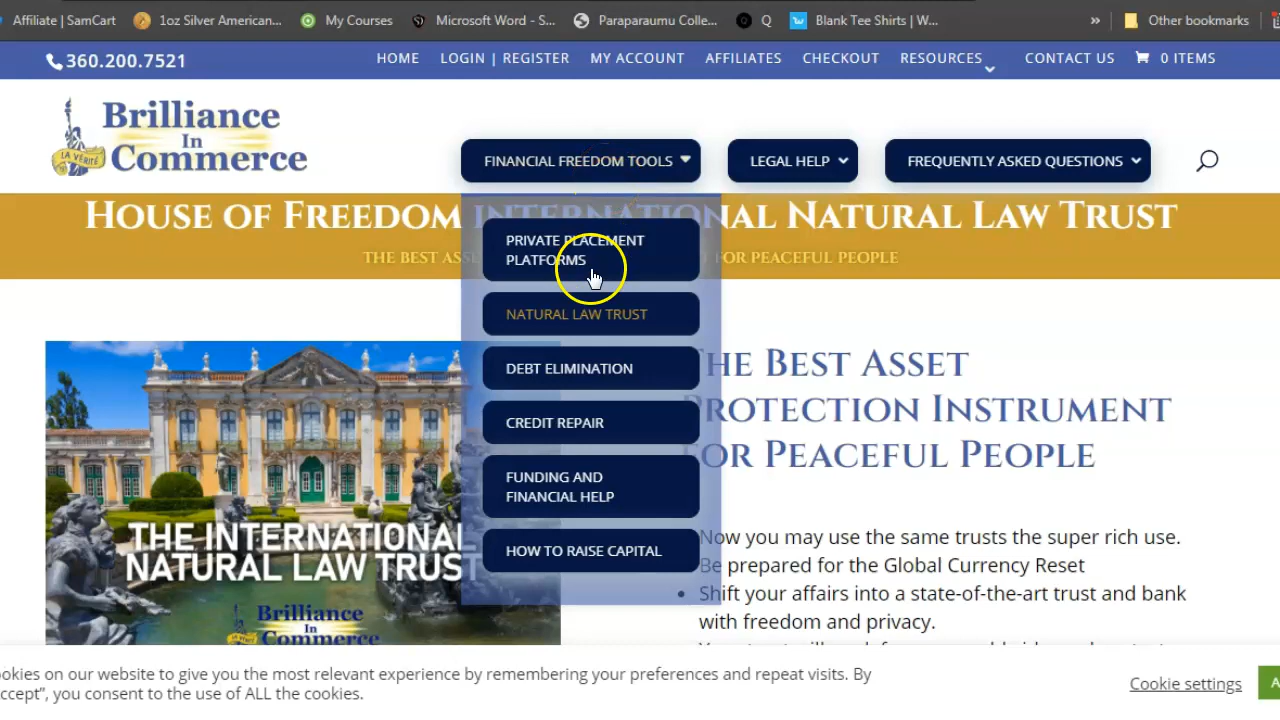 Affiliate | SamCart
1oz Silver American...
My Courses
Microsoft Word - S...
Paraparaumu Colle...
Q
Blank Tee Shirts | W...
»
Other bookmarks
360.200.7521
HOME
LOGIN | REGISTER
MY ACCOUNT
AFFILIATES
CHECKOUT
RESOURCES
CONTACT US
0 ITEMS
Brilliance
In
Commerce
LA VÉRITÉ
FINANCIAL FREEDOM TOOLS
LEGAL HELP
FREQUENTLY ASKED QUESTIONS
HOUSE OF FREEDOM INTERNATIONAL NATURAL LAW TRUST
THE BEST ASS
FOR PEACEFUL PEOPLE
PRIVATE PLACEMENT
PLATFORMS
NATURAL LAW TRUST
DEBT ELIMINATION
CREDIT REPAIR
FUNDING AND
FINANCIAL HELP
HOW TO RAISE CAPITAL
THE INTERNATIONAL
NATURAL LAW TRUST
Brilliance
In
Commerce
THE BEST ASSET
PROTECTION INSTRUMENT
FOR PEACEFUL PEOPLE
Now you may use the same trusts the super rich use.
Be prepared for the Global Currency Reset
Shift your affairs into a state-of-the-art trust and bank
with freedom and privacy.
ookies on our website to give you the most relevant experience by remembering your preferences and repeat visits. By
ccept", you consent to the use of ALL the cookies.
Cookie settings
A